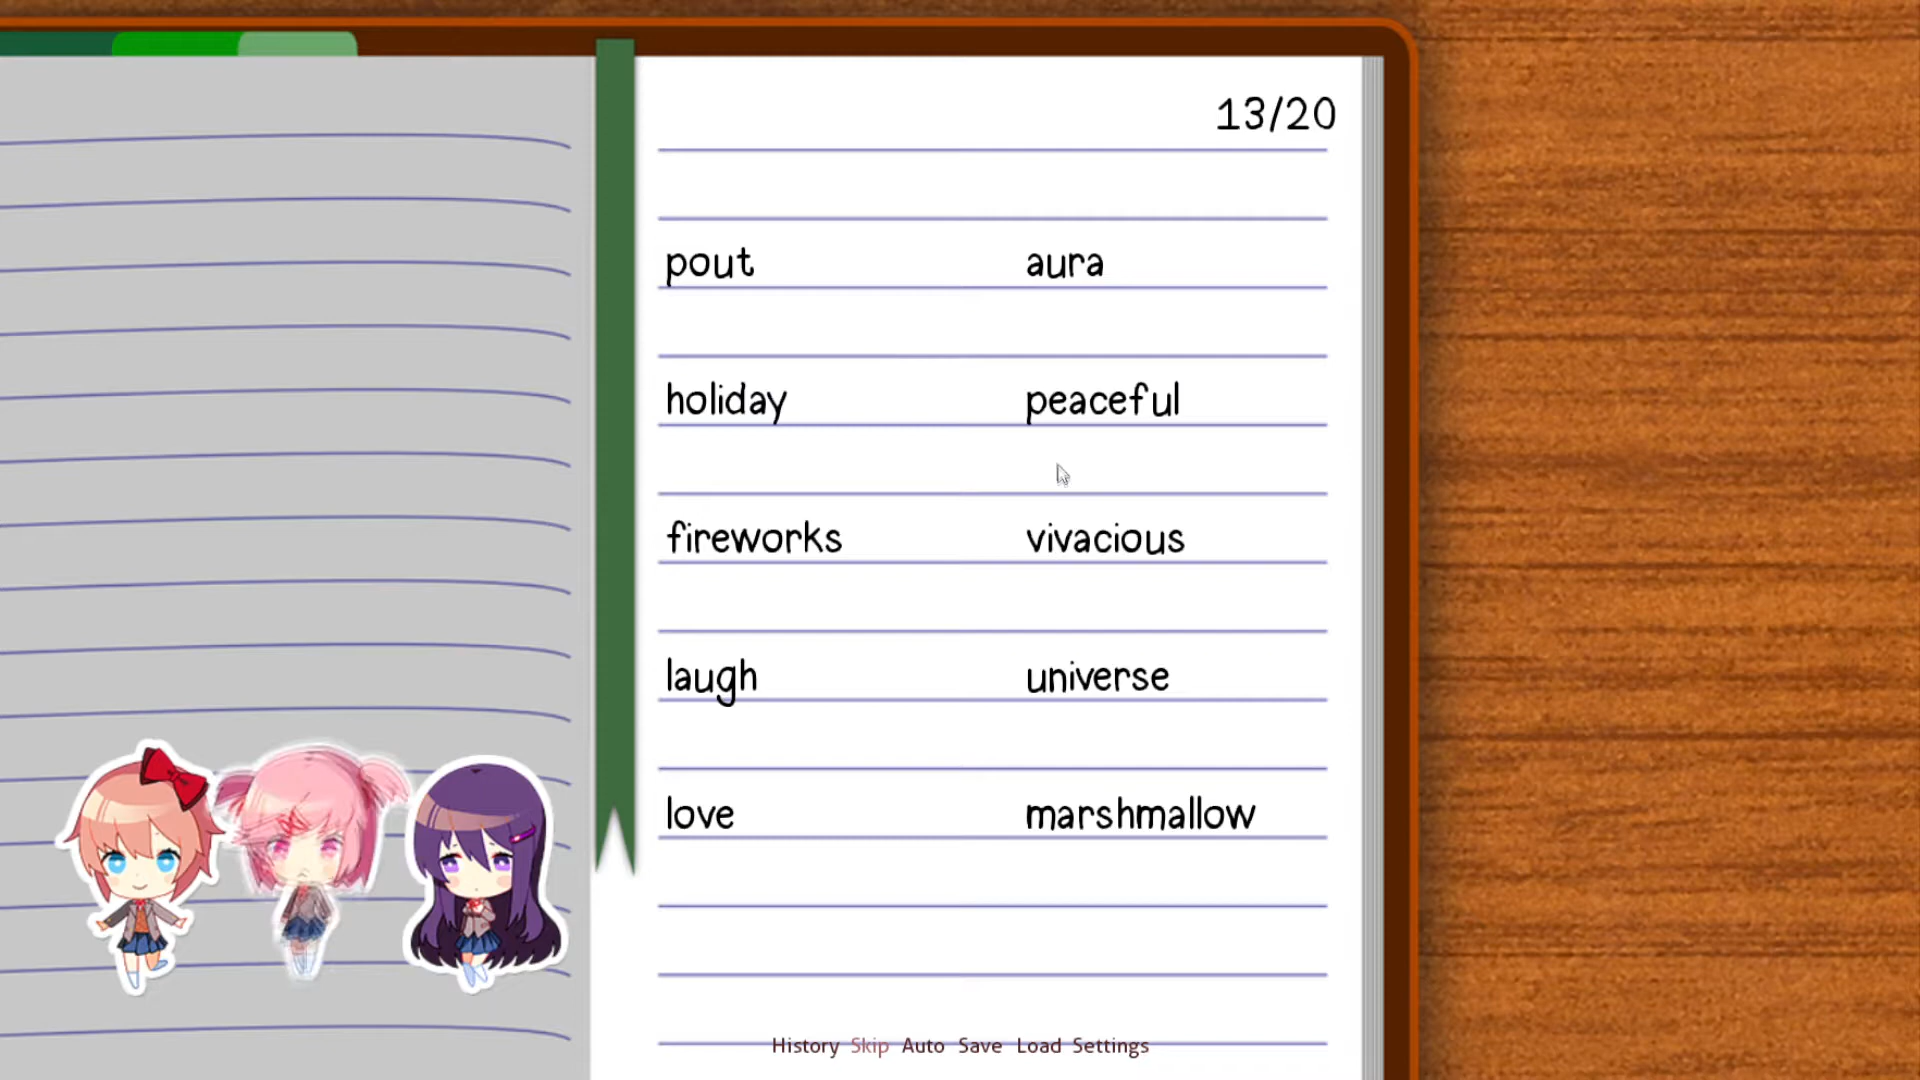 13/20
pout aura
holiday peaceful
fireworks vivacious
laugh universe
love marshmallow
History Skip Auto Save Load Settings